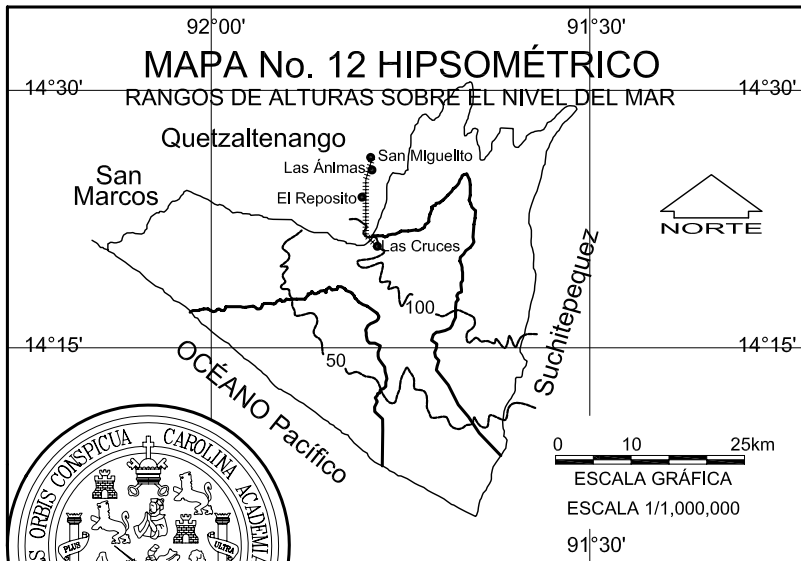 92°00'
91°30'
MAPA No. 12 HIPSOMÉTRICO
14°30'
14°30'
RANGOS DE ALTURAS SOBRE EL NIVEL DEL MAR
Quetzaltenango
San MIguelIto
Las ÁnImas
San
Marcos
El ReposIto
NORTE
Las Cruces
Suchitepequez
100
14°15'
14°15'
50
OCÉANO Pacífico
0 10 25km
ESCALA GRÁFICA
ESCALA 1/1,000,000
91°30'
S ORBIS CONSPICUA CAROLINA ACADEMIA
PLUS
ULTRA